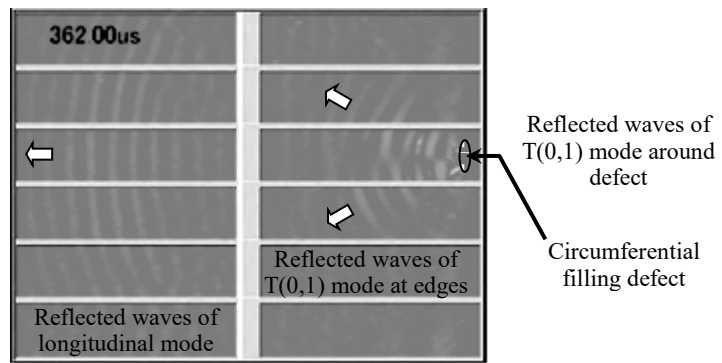 362.00us
Reflected waves of
T(0,1) mode around
defect
Circumferential
filling defect
Reflected waves of
T(0,1) mode at edges
Reflected waves of
longitudinal mode